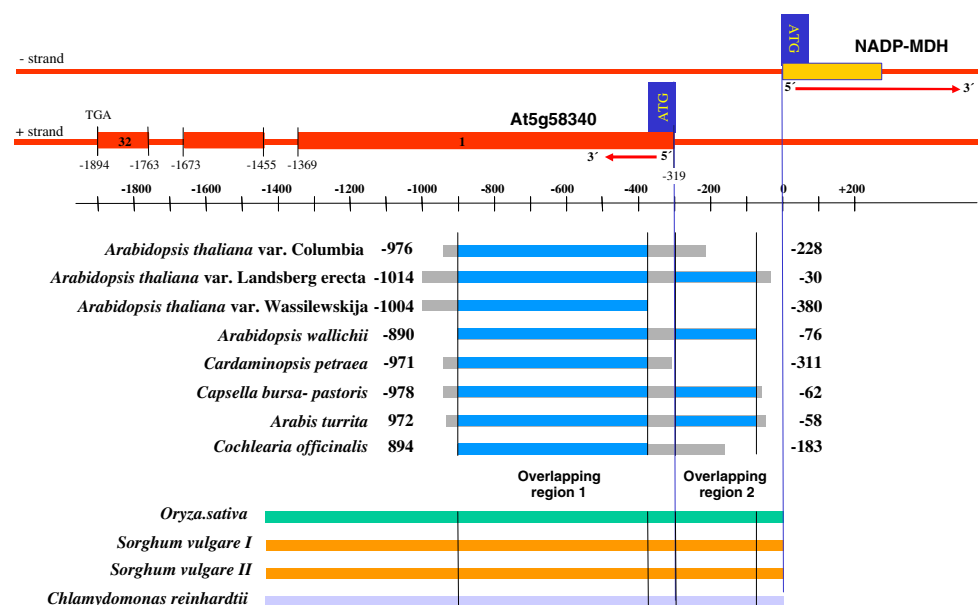 ATG
NADP-MDH
- strand
5´
3´
TGA
ATG
At5g58340
+ strand
32
1
3´
5´
-1894
-1763
-1673
-1455
-1369
-319
-1800
-1600
-1400
-1200
-1000
-800
-600
-400
-200
0
+200
Arabidopsis thaliana var. Columbia -976 -228
Arabidopsis thaliana var. Landsberg erecta -1014 -30
Arabidopsis thaliana var. Wassilewskija -1004 -380
Arabidopsis wallichii -890 -76
Cardaminopsis petraea -971 -311
Capsella bursa- pastoris -978 -62
Arabis turrita 972 -58
Cochlearia officinalis 894 -183
Overlapping
region 1
Overlapping
region 2
Oryza.sativa
Sorghum vulgare I
Sorghum vulgare II
Chlamydomonas reinhardtii